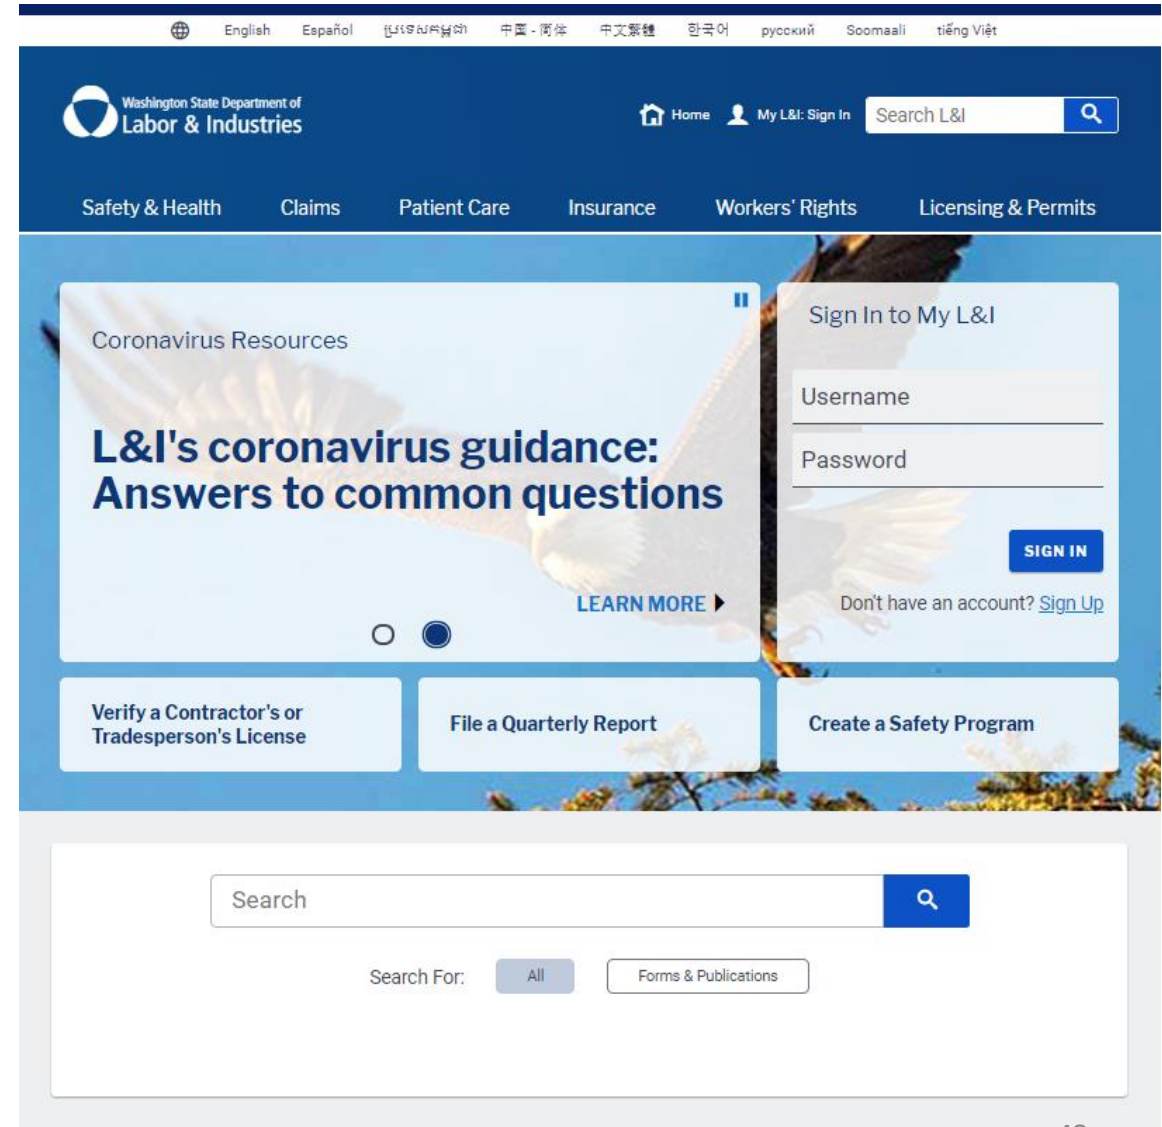 English Español ប្រទេសកម្ពុជា 中国 - 简体 中文繁體 한국어 русский Soomaali tiếng Việt
Washington State Department of
Labor & Industries
Home My L&I: Sign In Search L&I
Safety & Health Claims Patient Care Insurance Workers' Rights Licensing & Permits
Coronavirus Resources
L&I's coronavirus guidance:
Answers to common questions
LEARN MORE
Sign In to My L&I
Username
Password
SIGN IN
Don't have an account? Sign Up
Verify a Contractor's or
Tradesperson's License
File a Quarterly Report
Create a Safety Program
Search
Search For: All Forms & Publications